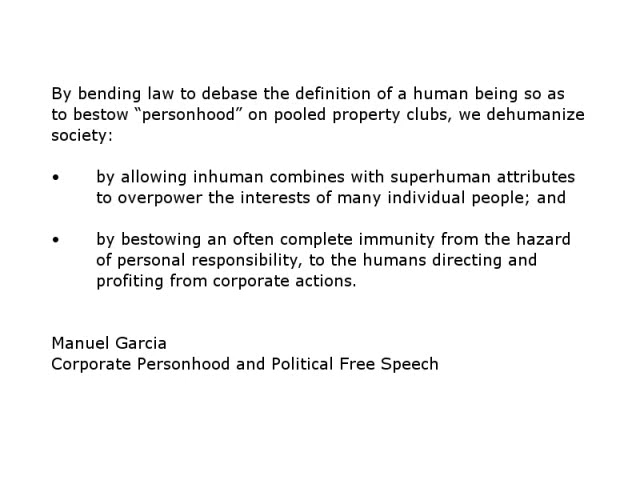 By bending law to debase the definition of a human being so as
to bestow “personhood” on pooled property clubs, we dehumanize
society:
• by allowing inhuman combines with superhuman attributes
to overpower the interests of many individual people; and
• by bestowing an often complete immunity from the hazard
of personal responsibility, to the humans directing and
profiting from corporate actions.
Manuel Garcia
Corporate Personhood and Political Free Speech